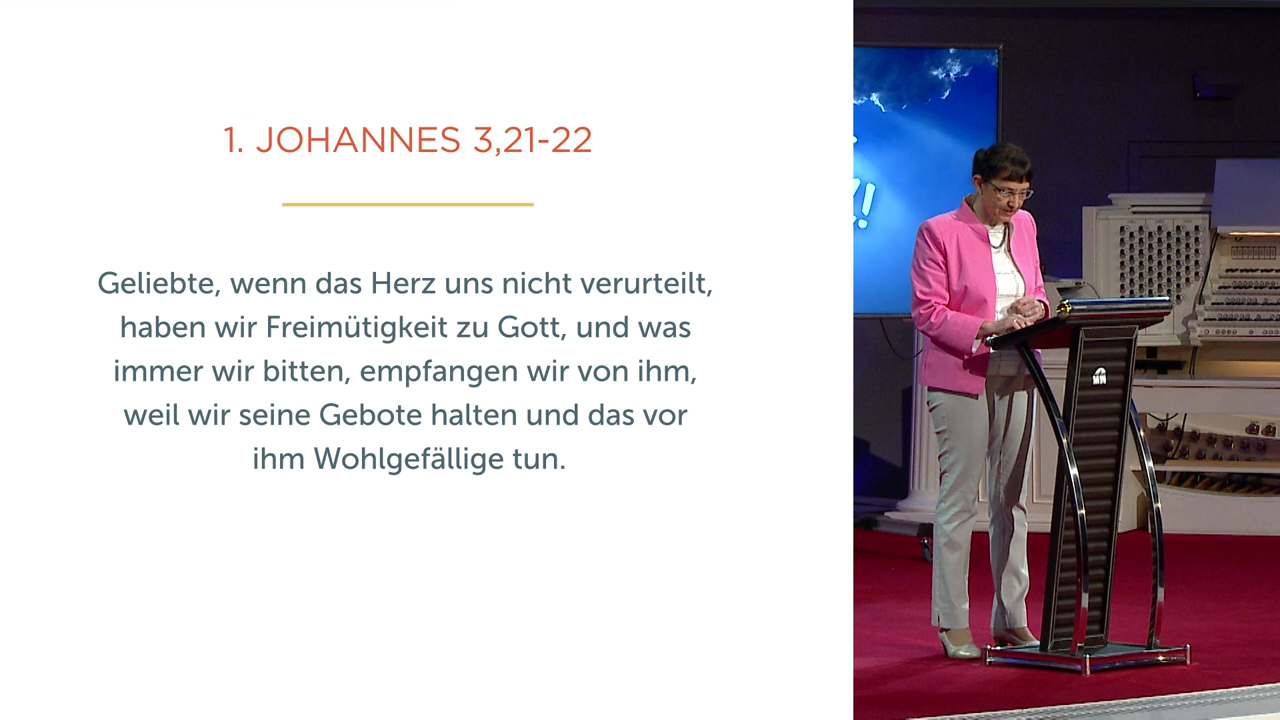 1. JOHANNES 3,21-22
Geliebte, wenn das Herz uns nicht verurteilt,
haben wir Freimütigkeit zu Gott, und was
immer wir bitten, empfangen wir von ihm,
weil wir seine Gebote halten und das vor
ihm Wohlgefällige tun.